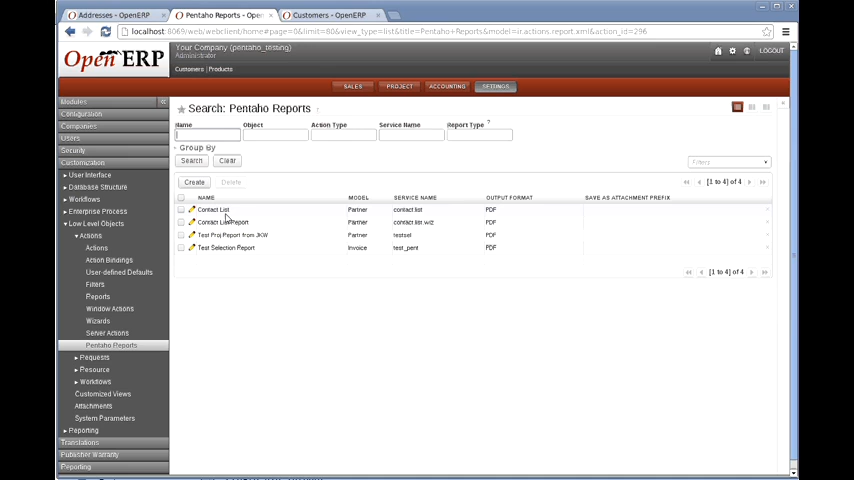 Addresses - OpenERP
Pentaho Reports - Open
Customers - OpenERP
localhost:8069/web/webclient/home#page=0&limit=80&view_type=list&title=Pentaho+Reports&model=ir.actions.report.xml&action_id=296
Open ERP
Your Company (pentaho_testing)
Administrator
Customers Products
LOGOUT
SALES PROJECT ACCOUNTING SETTINGS
Modules
Configuration
Companies
Users
Security
Customization
User Interface
Database Structure
Workflows
Enterprise Process
Low Level Objects
Actions
Actions
Action Bindings
User-defined Defaults
Filters
Reports
Window Actions
Wizards
Server Actions
Pentaho Reports
Requests
Resource
Workflows
Customized Views
Attachments
System Parameters
Reporting
Translations
Publisher Warranty
Reporting
Search: Pentaho Reports
Name Object Action Type Service Name Report Type ?
Group By
Search Clear
Filters
Create Delete
[1 to 4] of 4
NAME MODEL SERVICE NAME OUTPUT FORMAT SAVE AS ATTACHMENT PREFIX
Contact List Partner contact.list PDF
Contact List Report Partner contact.list.wiz PDF
Test Proj Report from JKW Partner testsel PDF
Test Selection Report Invoice test_pent PDF
[1 to 4] of 4